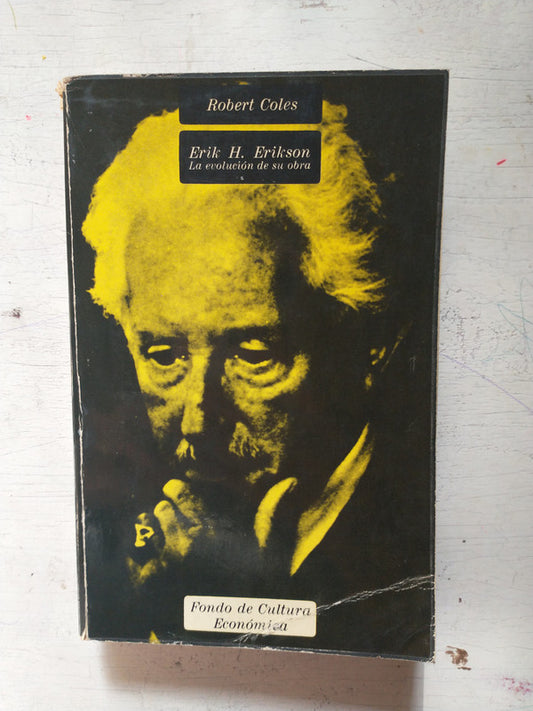 Robert Coles
Erik H. Erikson
La evolución de su obra
Fondo de Cultura
Económica